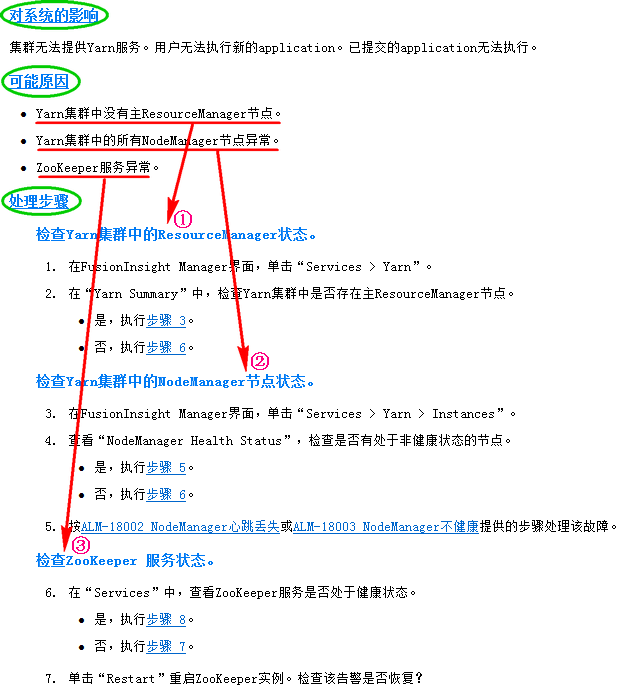 对系统的影响
集群无法提供Yarn服务。用户无法执行新的application。已提交的application无法执行。
可能原因
• Yarn集群中没有主ResourceManager节点。
• Yarn集群中的所有NodeManager节点异常。
• ZooKeeper服务异常。
处理步骤
①
检查Yarn集群中的ResourceManager状态。
1. 在FusionInsight Manager界面，单击“Services > Yarn”。
2. 在“Yarn Summary”中，检查Yarn集群中是否存在主ResourceManager节点。
• 是，执行步骤 3。
• 否，执行步骤 6。
②
检查Yarn集群中的NodeManager节点状态。
3. 在FusionInsight Manager界面，单击“Services > Yarn > Instances”。
4. 查看“NodeManager Health Status”，检查是否有处于非健康状态的节点。
• 是，执行步骤 5。
• 否，执行步骤 6。
5. 按ALM-18002 NodeManager心跳丢失或ALM-18003 NodeManager不健康提供的步骤处理该故障。
③
检查ZooKeeper 服务状态。
6. 在“Services”中，查看ZooKeeper服务是否处于健康状态。
• 是，执行步骤 8。
• 否，执行步骤 7。
7. 单击“Restart”重启ZooKeeper实例。检查该告警是否恢复？